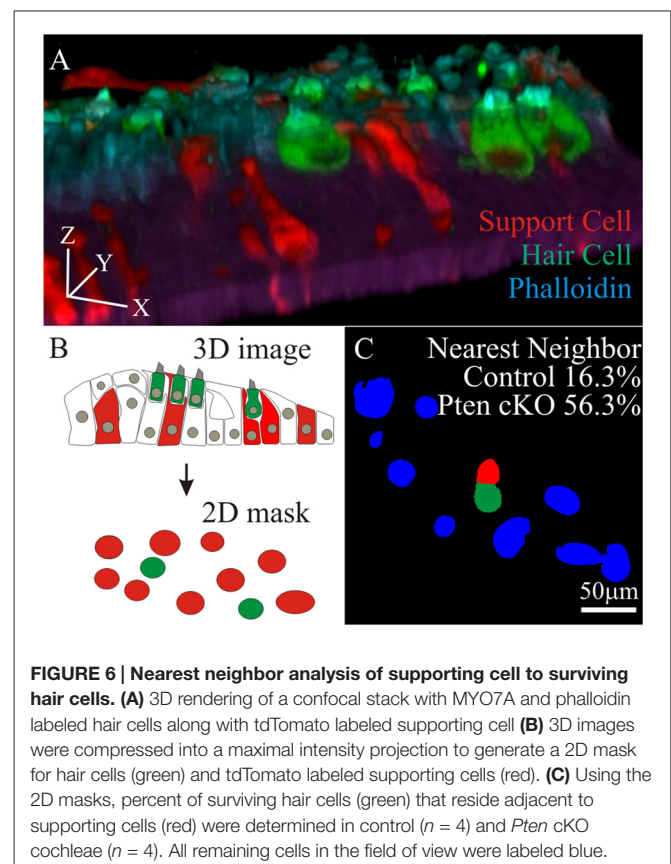 A
Z
Y
X
Support Cell
Hair Cell
Phalloidin
B
3D image
2D mask
C
Nearest Neighbor
Control 16.3%
Pten cKO 56.3%
50µm
FIGURE 6 | Nearest neighbor analysis of supporting cell to surviving
hair cells. (A) 3D rendering of a confocal stack with MYO7A and phalloidin
labeled hair cells along with tdTomato labeled supporting cell (B) 3D images
were compressed into a maximal intensity projection to generate a 2D mask
for hair cells (green) and tdTomato labeled supporting cells (red). (C) Using the
2D masks, percent of surviving hair cells (green) that reside adjacent to
supporting cells (red) were determined in control (n = 4) and Pten cKO
cochleae (n = 4). All remaining cells in the field of view were labeled blue.